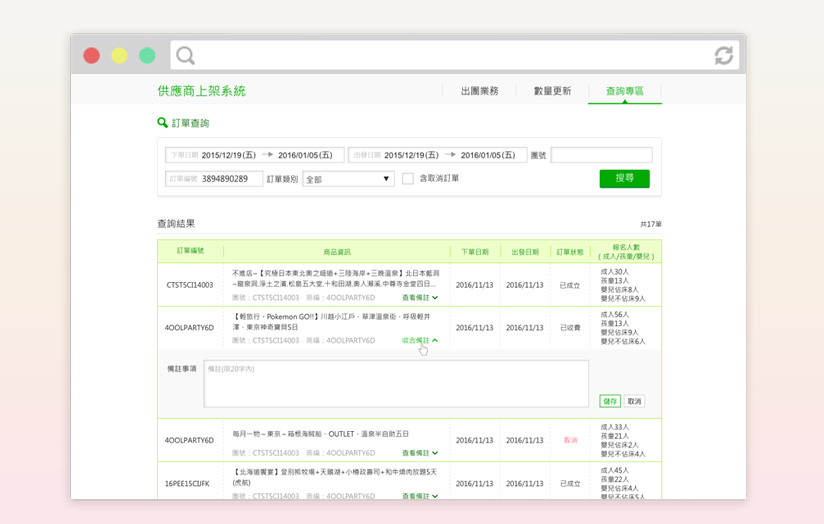 供應商上架系統
出團業務
數量更新
查詢專區
訂單查詢
下單日期 2015/12/19(五) 2016/01/05(五)
出發日期 2015/12/19(五) 2016/01/05(五)
團號
訂單編號 3894890289
訂單類別 全部
含取消訂單
搜尋
查詢結果
共17筆
訂單編號
商品資訊
下單日期
出發日期
訂單狀態
報名人數
(成人/孩童/嬰兒)
CTST5CI14003
不進店~【究極日本東北奧之細道+三陸海岸+三晚溫泉】北日本藍洞
~龍泉洞.淨土之濱.松島五大堂.十和田湖.奧入瀨溪.中尊寺金堂四日...
團號:CTST5CI14003 商編:4OOLPARTY6D
查看備註
2016/11/13
2016/11/13
已成立
成人30人
孩童13人
嬰兒佔床8人
嬰兒不佔床9人
4OOLPARTY6D
【輕旅行。Pokemon GO!!】川越小江戶、草津溫泉街、呼吸輕井
澤、東京神奇寶貝5日
團號:CTST5CI14003 商編:4OOLPARTY6D
收合備註
2016/11/13
2016/11/13
已收費
成人56人
孩童13人
嬰兒佔床9人
嬰兒不佔床6人
備註事項
備註(限20字內)
儲存
取消
4OOLPARTY6D
每月一物~東京~箱根海賊船、OUTLET、溫泉半自助五日
團號:CTST5CI14003 商編:4OOLPARTY6D
查看備註
2016/11/13
2016/11/13
取消
成人33人
孩童21人
嬰兒佔床2人
嬰兒不佔床4人
16PEE15CIJFK
【北海道饗宴】登別熊牧場+天鵝湖+小樽政壽司+和牛燒肉放題5天
(虎航)
團號:CTST5CI14003 商編:4OOLPARTY6D
查看備註
2016/11/13
2016/11/13
已成立
成人45人
孩童22人
嬰兒佔床4人
嬰兒不佔床5人